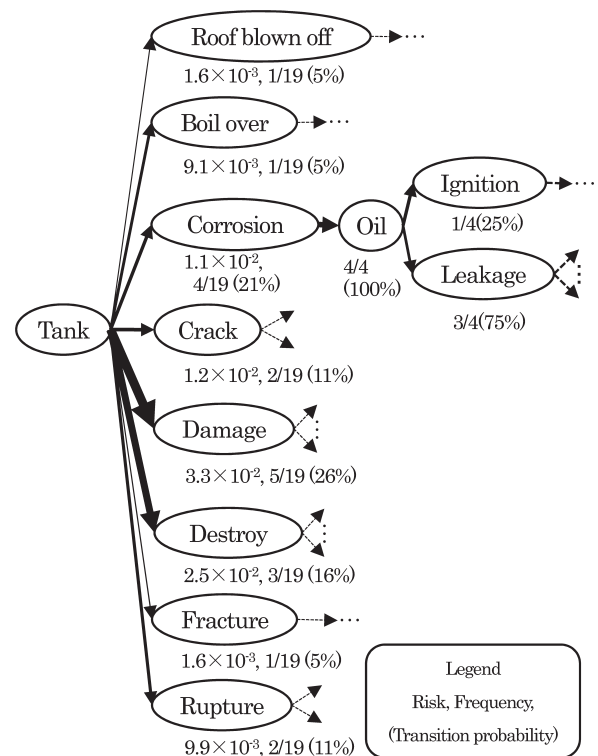 Roof blown off
1.6×10⁻³, 1/19 (5%)
Boil over
9.1×10⁻³, 1/19 (5%)
Corrosion
1.1×10⁻²,
4/19 (21%)
Oil
4/4
(100%)
Ignition
1/4(25%)
Leakage
3/4(75%)
Tank
Crack
1.2×10⁻², 2/19 (11%)
Damage
3.3×10⁻², 5/19 (26%)
Destroy
2.5×10⁻², 3/19 (16%)
Fracture
1.6×10⁻³, 1/19 (5%)
Rupture
9.9×10⁻³, 2/19 (11%)
Legend
Risk, Frequency,
(Transition probability)